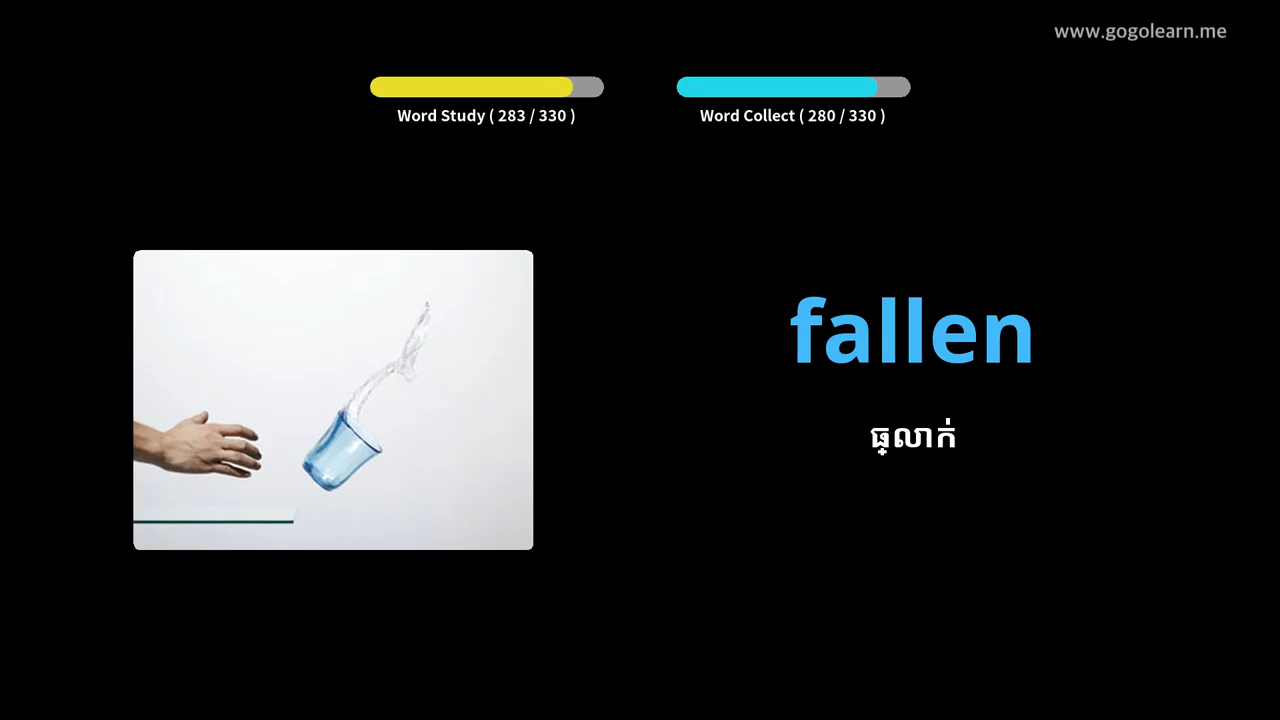 www.gogolearn.me
Word Study ( 283 / 330 )
Word Collect ( 280 / 330 )
fallen
ធ្លាក់